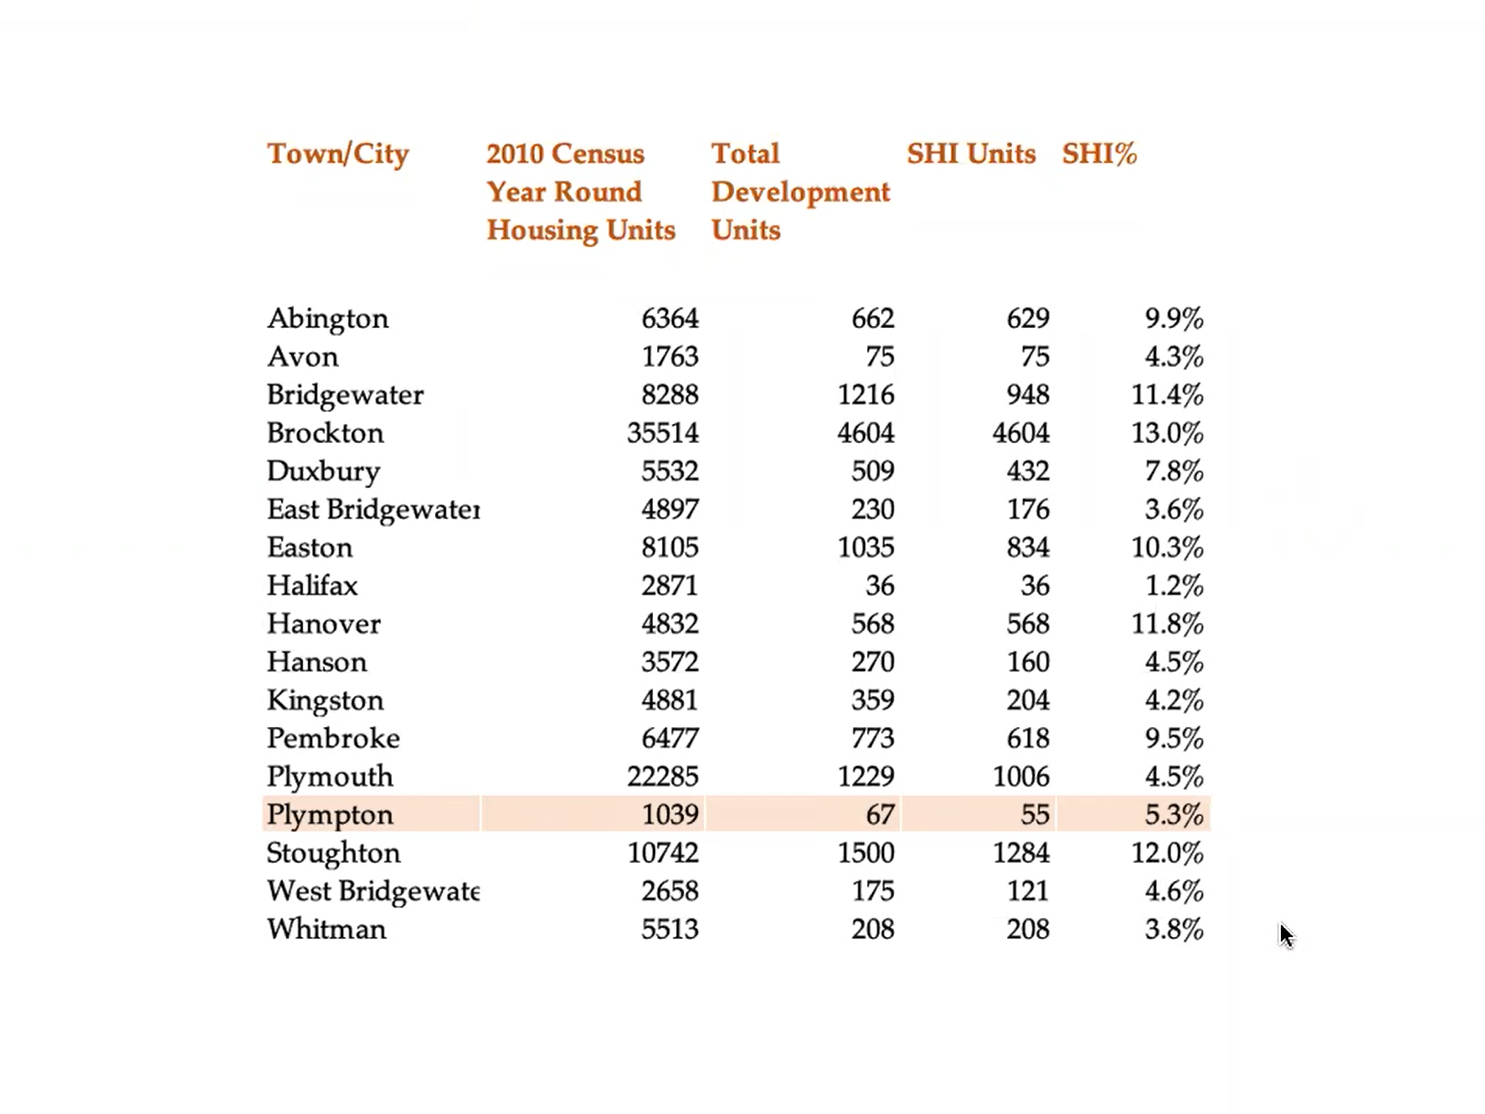 Town/City 2010 Census Year Round Housing Units Total Development Units SHI Units SHI%
Abington 6364 662 629 9.9%
Avon 1763 75 75 4.3%
Bridgewater 8288 1216 948 11.4%
Brockton 35514 4604 4604 13.0%
Duxbury 5532 509 432 7.8%
East Bridgewater 4897 230 176 3.6%
Easton 8105 1035 834 10.3%
Halifax 2871 36 36 1.2%
Hanover 4832 568 568 11.8%
Hanson 3572 270 160 4.5%
Kingston 4881 359 204 4.2%
Pembroke 6477 773 618 9.5%
Plymouth 22285 1229 1006 4.5%
Plympton 1039 67 55 5.3%
Stoughton 10742 1500 1284 12.0%
West Bridgewate 2658 175 121 4.6%
Whitman 5513 208 208 3.8%